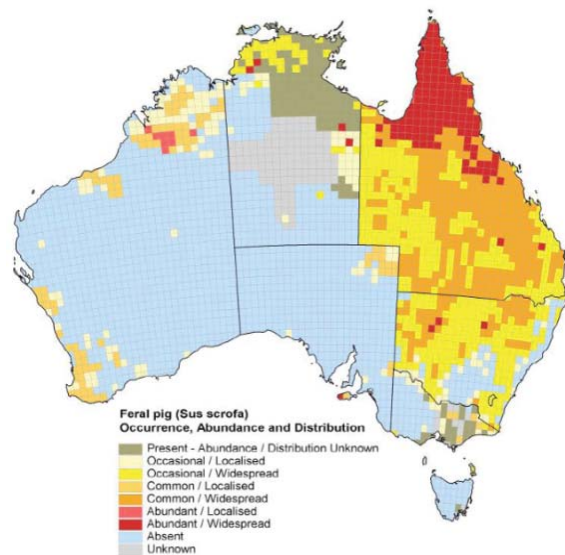 Feral pig (Sus scrofa)
Occurrence, Abundance and Distribution
Present - Abundance / Distribution Unknown
Occasional / Localised
Occasional / Widespread
Common / Localised
Common / Widespread
Abundant / Localised
Abundant / Widespread
Absent
Unknown